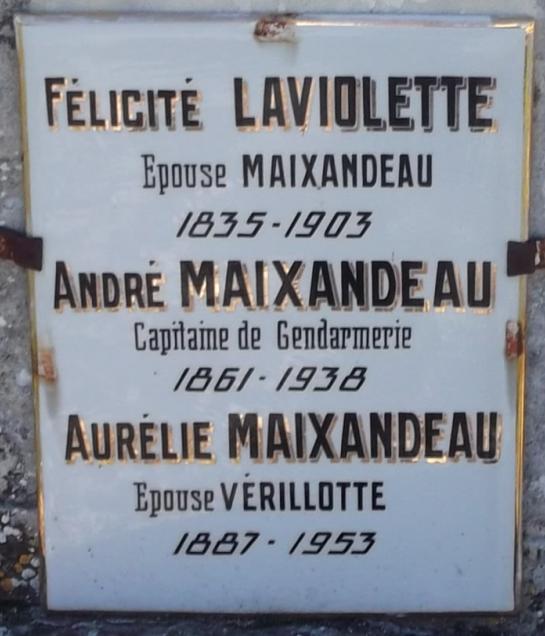 FÉLICITÉ LAVIOLETTE
Epouse MAIXANDEAU
1835-1903
ANDRÉ MAIXANDEAU
Capitaine de Gendarmerie
1861-1938
AURÉLIE MAIXANDEAU
Epouse VÉRILLOTTE
1887-1953